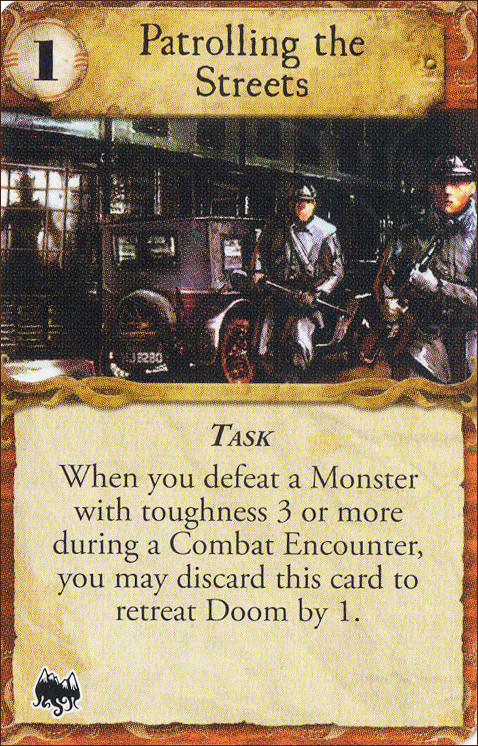 1
Patrolling the
Streets
TASK
When you defeat a Monster
with toughness 3 or more
during a Combat Encounter,
you may discard this card to
retreat Doom by 1.